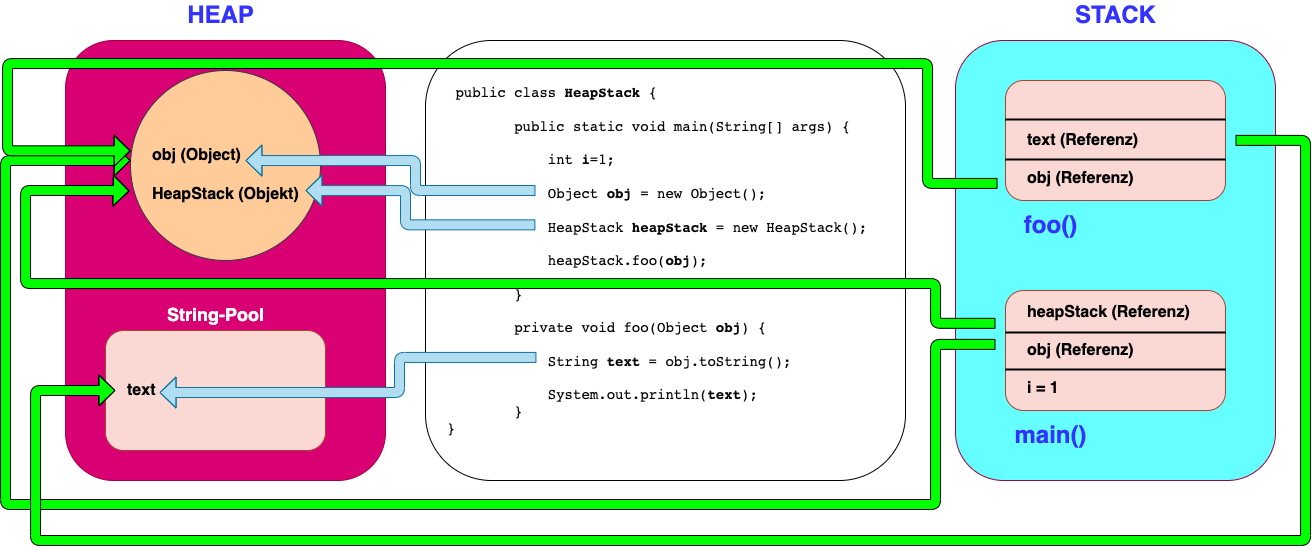 HEAP
obj (Object)
HeapStack (Objekt)
String-Pool
text
public class HeapStack {
public static void main(String[] args) {
int i=1;
Object obj = new Object();
HeapStack heapStack = new HeapStack();
heapStack.foo(obj);
}
private void foo(Object obj) {
String text = obj.toString();
System.out.println(text);
}
}
STACK
text (Referenz)
obj (Referenz)
foo()
heapStack (Referenz)
obj (Referenz)
i = 1
main()